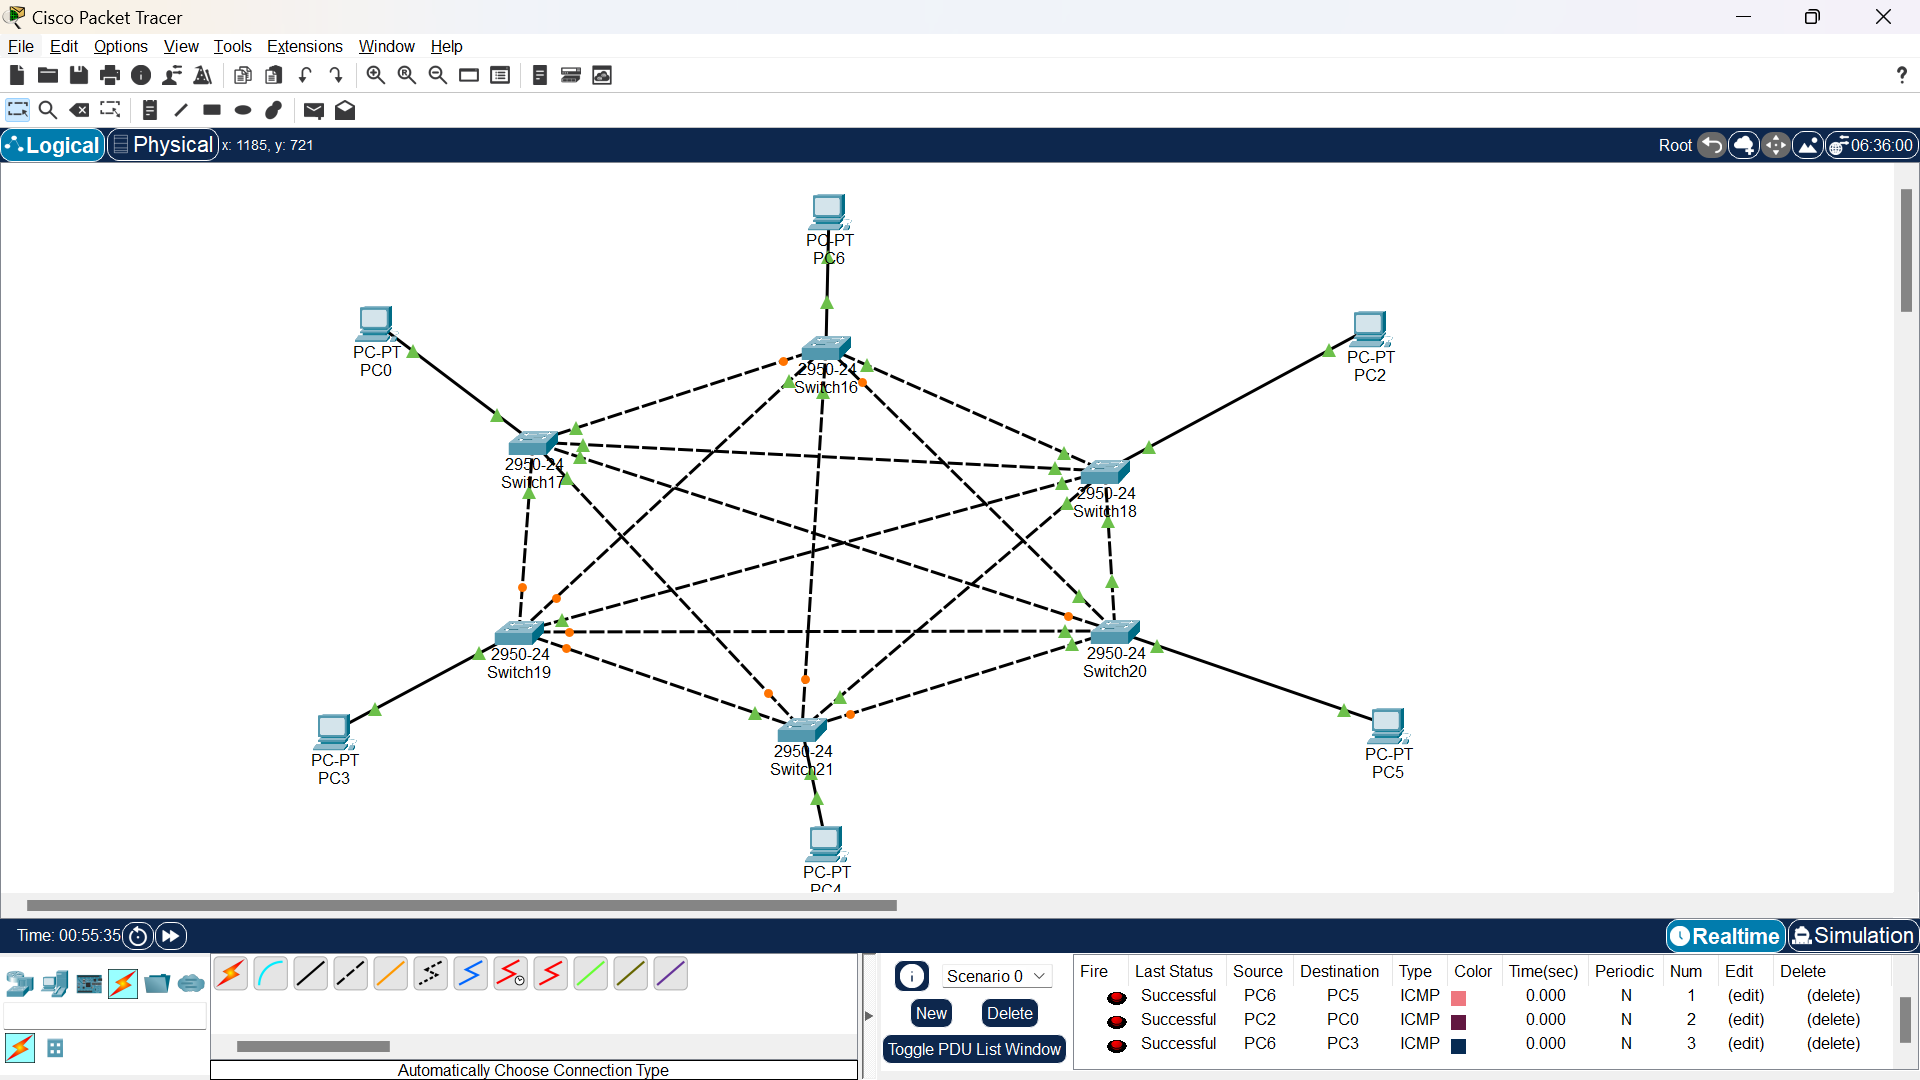 Cisco Packet Tracer
File Edit Options View Tools Extensions Window Help
?
Logical Physical x: 1185, y: 721 Root 06:36:00
PC-PT
PC6
PC-PT
PC0
PC-PT
PC2
2950-24
Switch16
2950-24
Switch17
2950-24
Switch18
2950-24
Switch19
2950-24
Switch20
PC-PT
PC3
2950-24
Switch21
PC-PT
PC5
PC-PT
PC4
Time: 00:55:35 Realtime Simulation
Scenario 0
New Delete
Toggle PDU List Window
Fire Last Status Source Destination Type Color Time(sec) Periodic Num Edit Delete
Successful PC6 PC5 ICMP 0.000 N 1 (edit) (delete)
Successful PC2 PC0 ICMP 0.000 N 2 (edit) (delete)
Successful PC6 PC3 ICMP 0.000 N 3 (edit) (delete)
Automatically Choose Connection Type